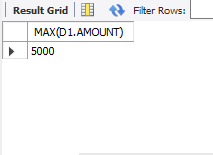 Result Grid Filter Rows:
MAX(D1.AMOUNT)
5000